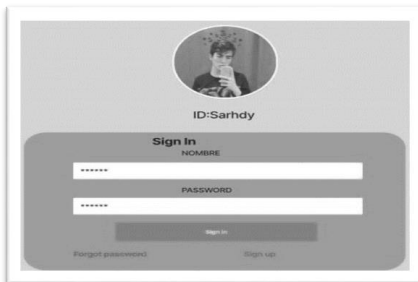 ID:Sarhdy
Sign In
NOMBRE
******
PASSWORD
******
Sign in
Forgot password
Sign up